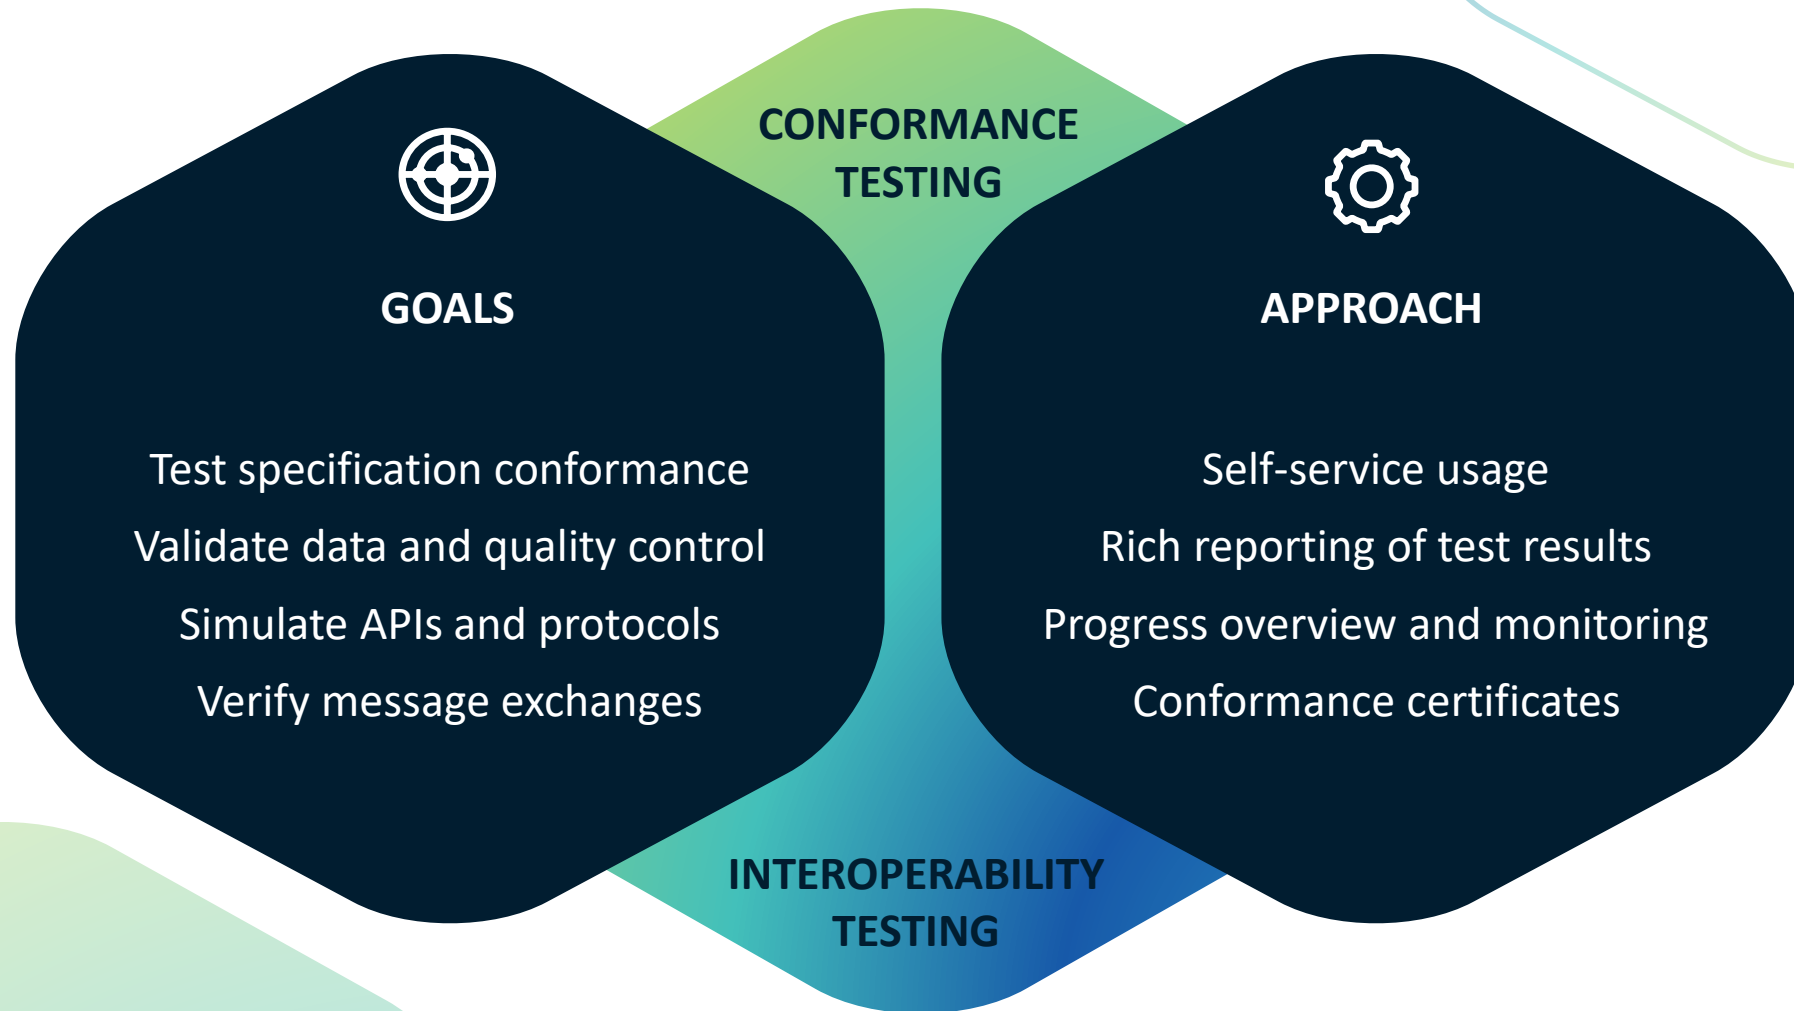 CONFORMANCE
TESTING
GOALS
Test specification conformance
Validate data and quality control
Simulate APIs and protocols
Verify message exchanges
APPROACH
Self-service usage
Rich reporting of test results
Progress overview and monitoring
Conformance certificates
INTEROPERABILITY
TESTING